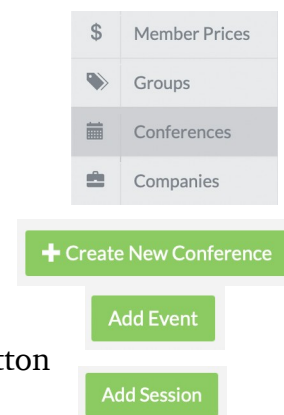 $ Member Prices
Groups
Conferences
Companies
+ Create New Conference
Add Event
Add Session